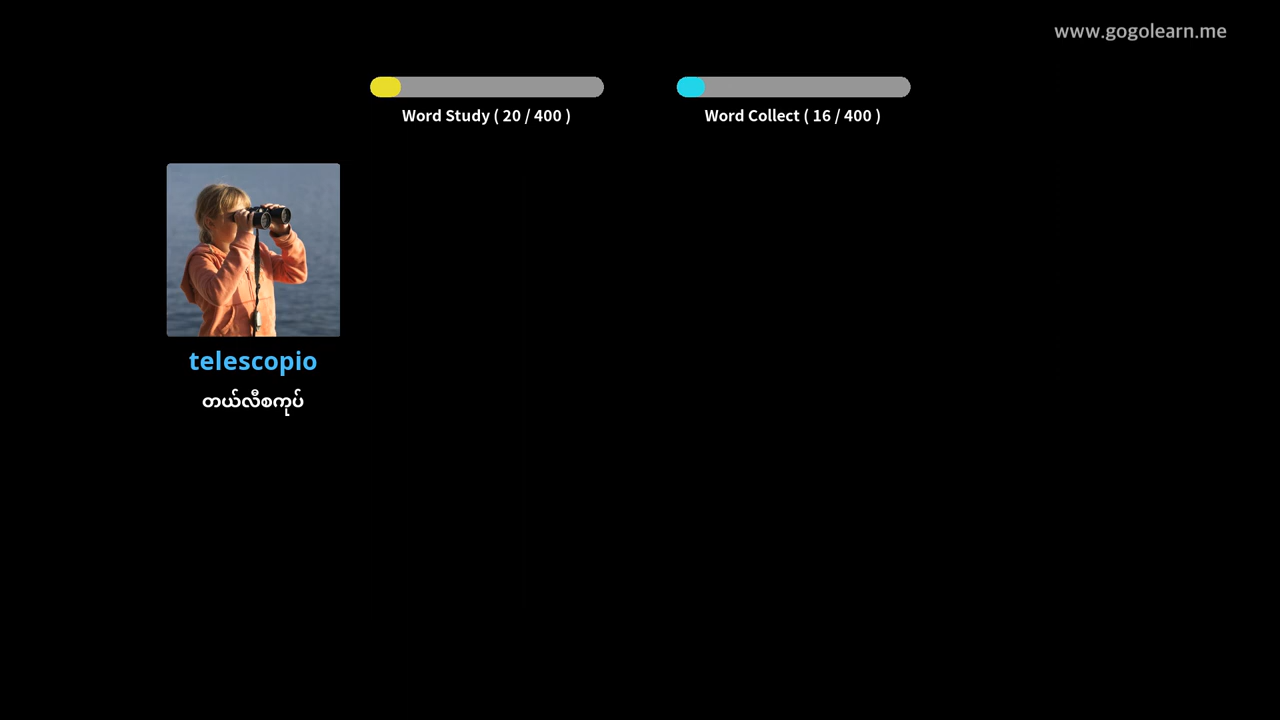 www.gogolearn.me
Word Study ( 20 / 400 )
Word Collect ( 16 / 400 )
telescopio
တယ်လီစကုပ်